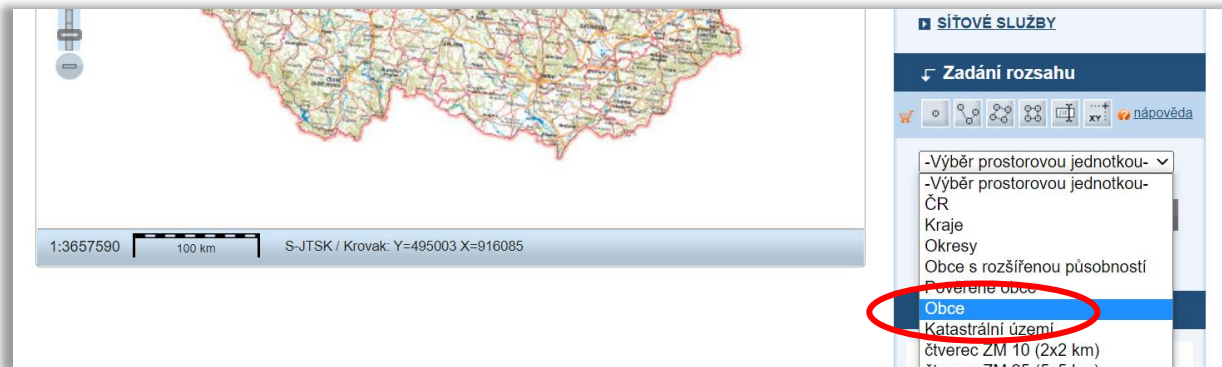 SÍŤOVÉ SLUŽBY
Zadání rozsahu
XY nápověda
-Výběr prostorovou jednotkou-
-Výběr prostorovou jednotkou-
ČR
Kraje
Okresy
Obce s rozšířenou působností
Pověřené obce
Obce
Katastrální území
čtverec ZM 10 (2x2 km)
1:3657590 100 km S-JTSK / Krovak: Y=495003 X=916085